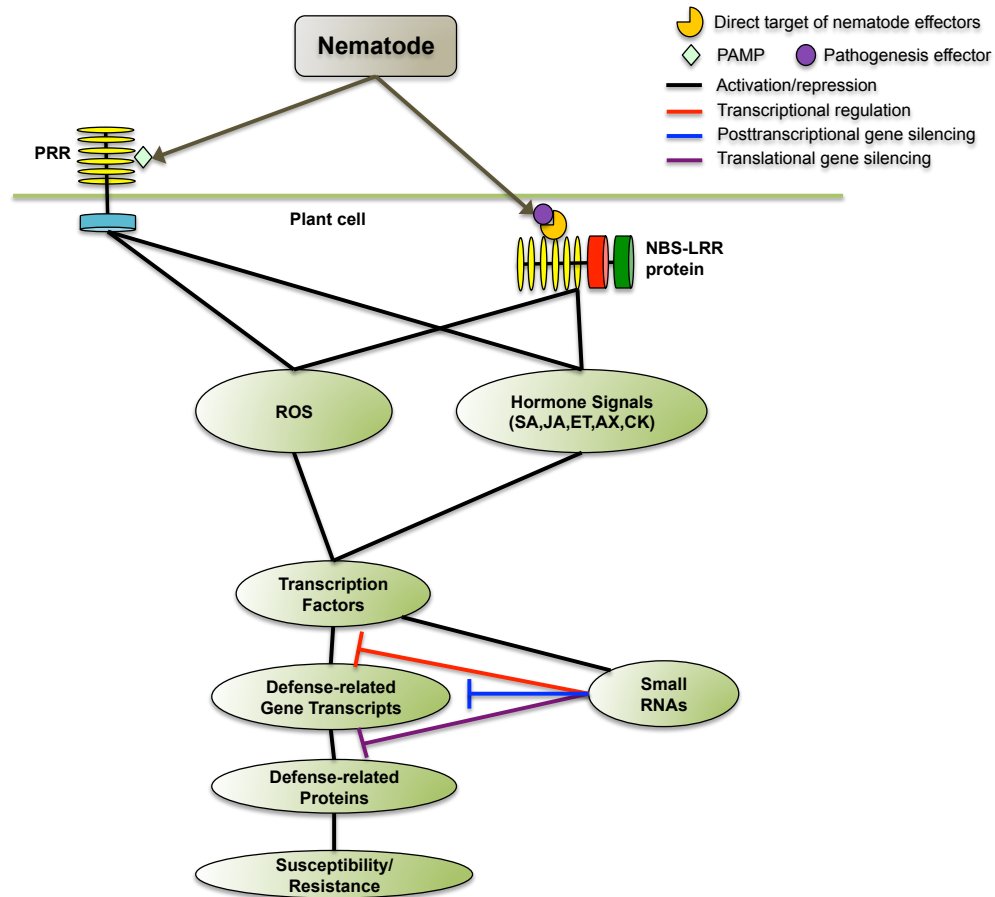 Nematode
Direct target of nematode effectors
PAMP
Pathogenesis effector
Activation/repression
Transcriptional regulation
Posttranscriptional gene silencing
Translational gene silencing
PRR
Plant cell
NBS-LRR
protein
ROS
Hormone Signals
(SA,JA,ET,AX,CK)
Transcription
Factors
Defense-related
Gene Transcripts
Small
RNAs
Defense-related
Proteins
Susceptibility/
Resistance